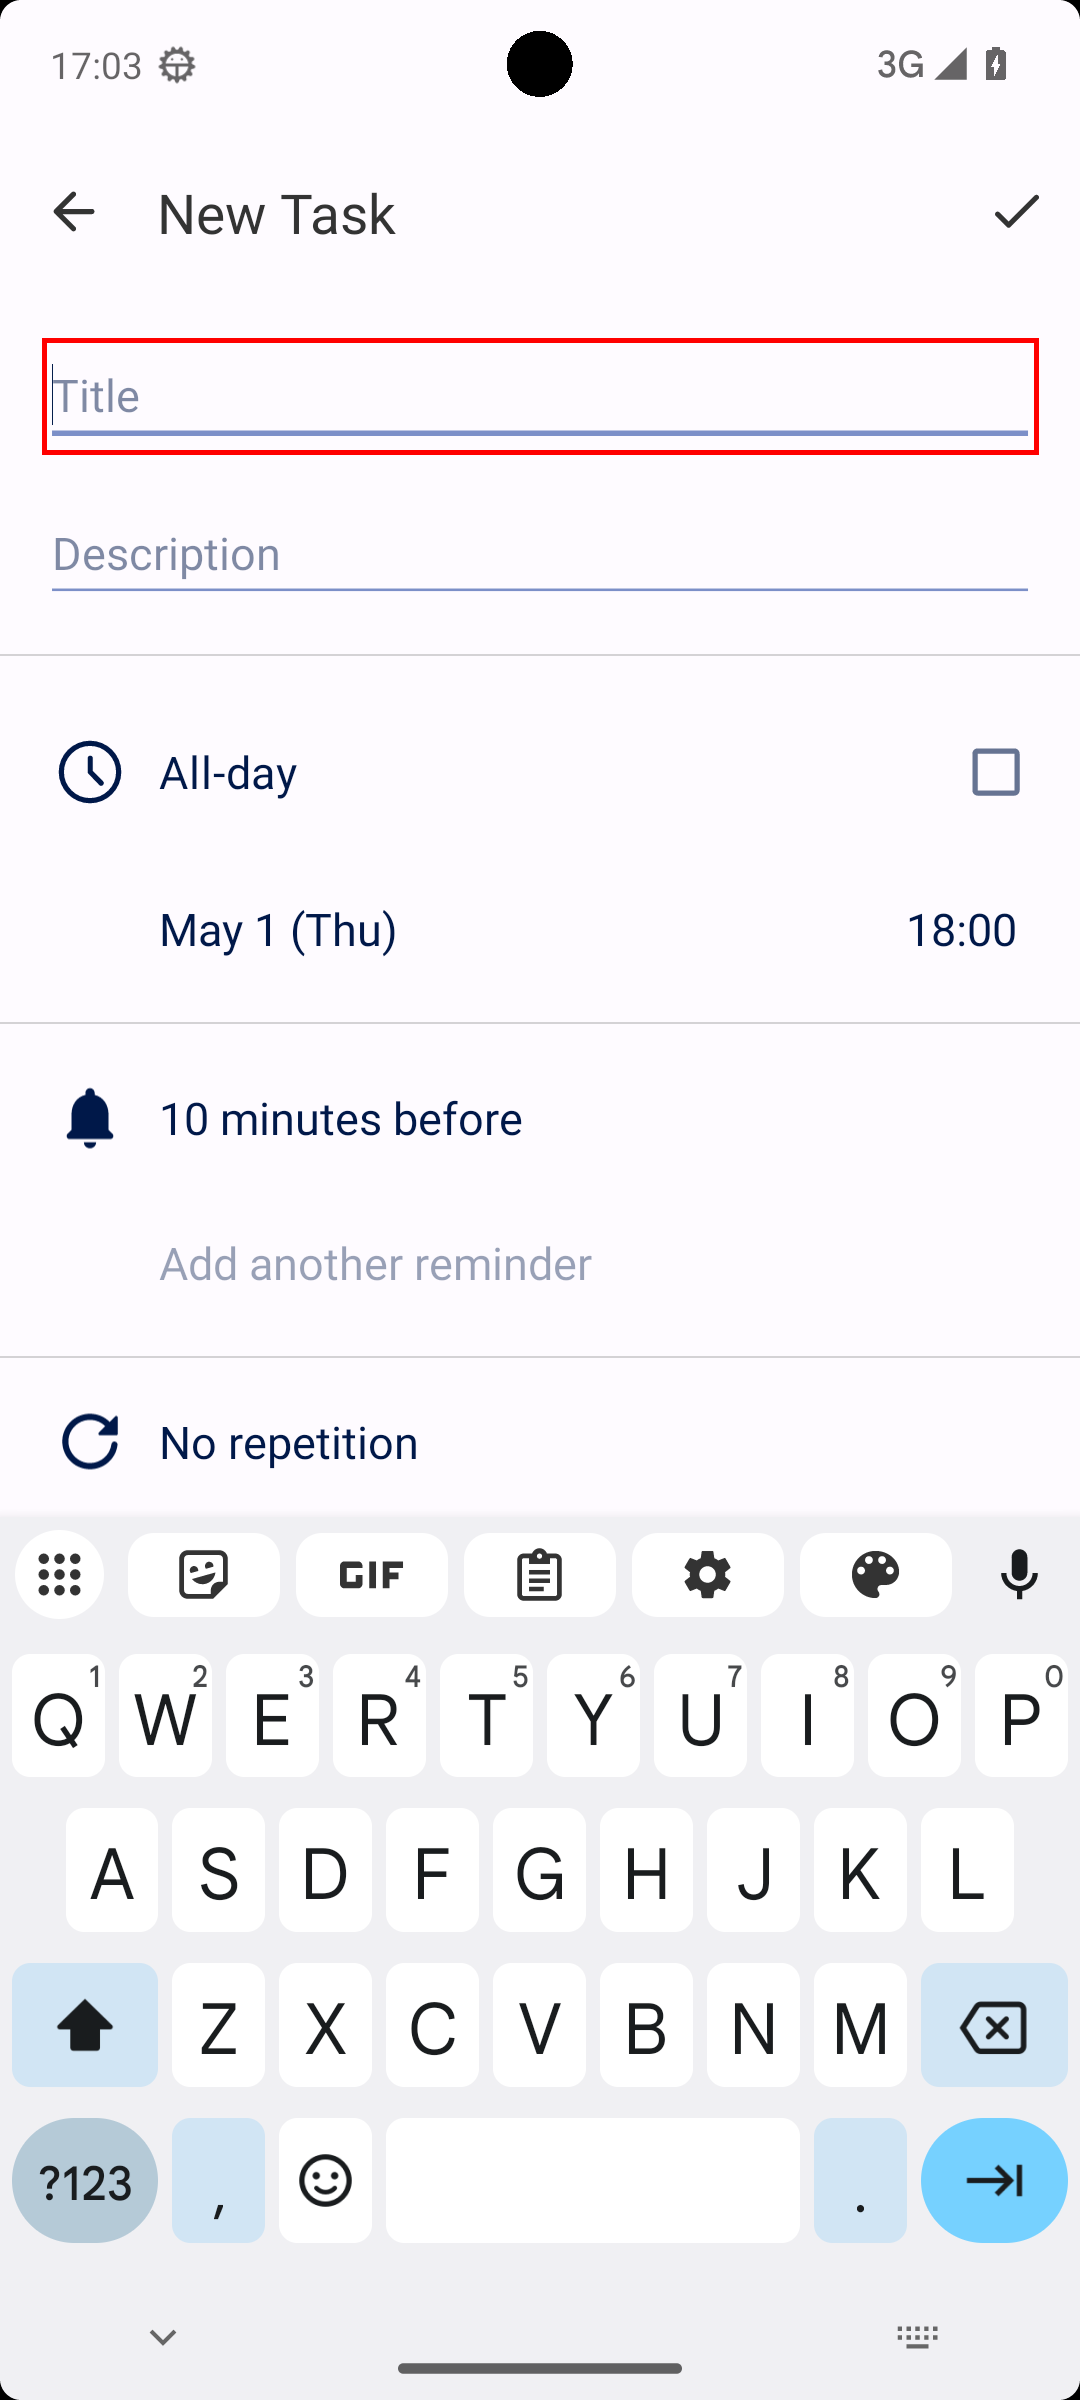 17:03
3G
New Task
Title
Description
All-day
May 1 (Thu)
18:00
10 minutes before
Add another reminder
No repetition
GIF
Q 1 W 2 E 3 R 4 T 5 Y 6 U 7 I 8 O 9 P 0
A S D F G H J K L
Z X C V B N M
?123 , .